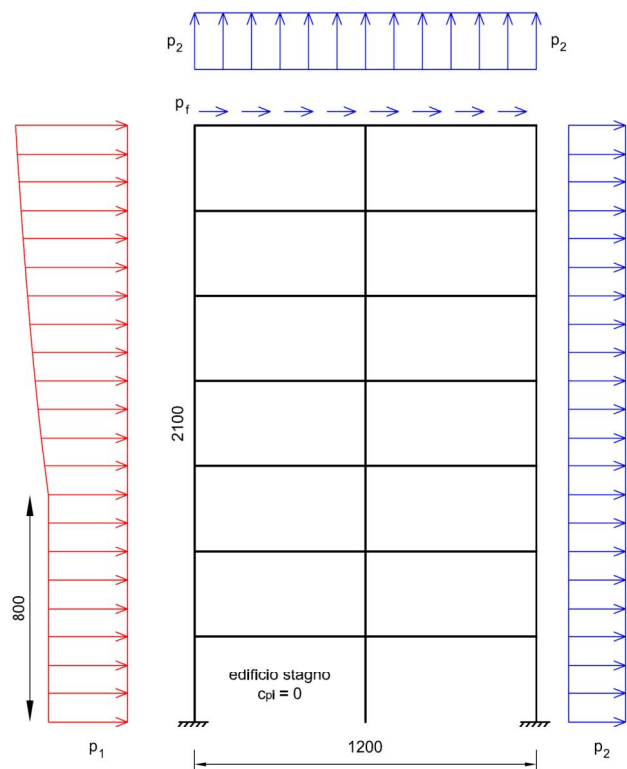 p2
p2
pf
2100
800
edificio stagno
cpi = 0
p1
1200
p2